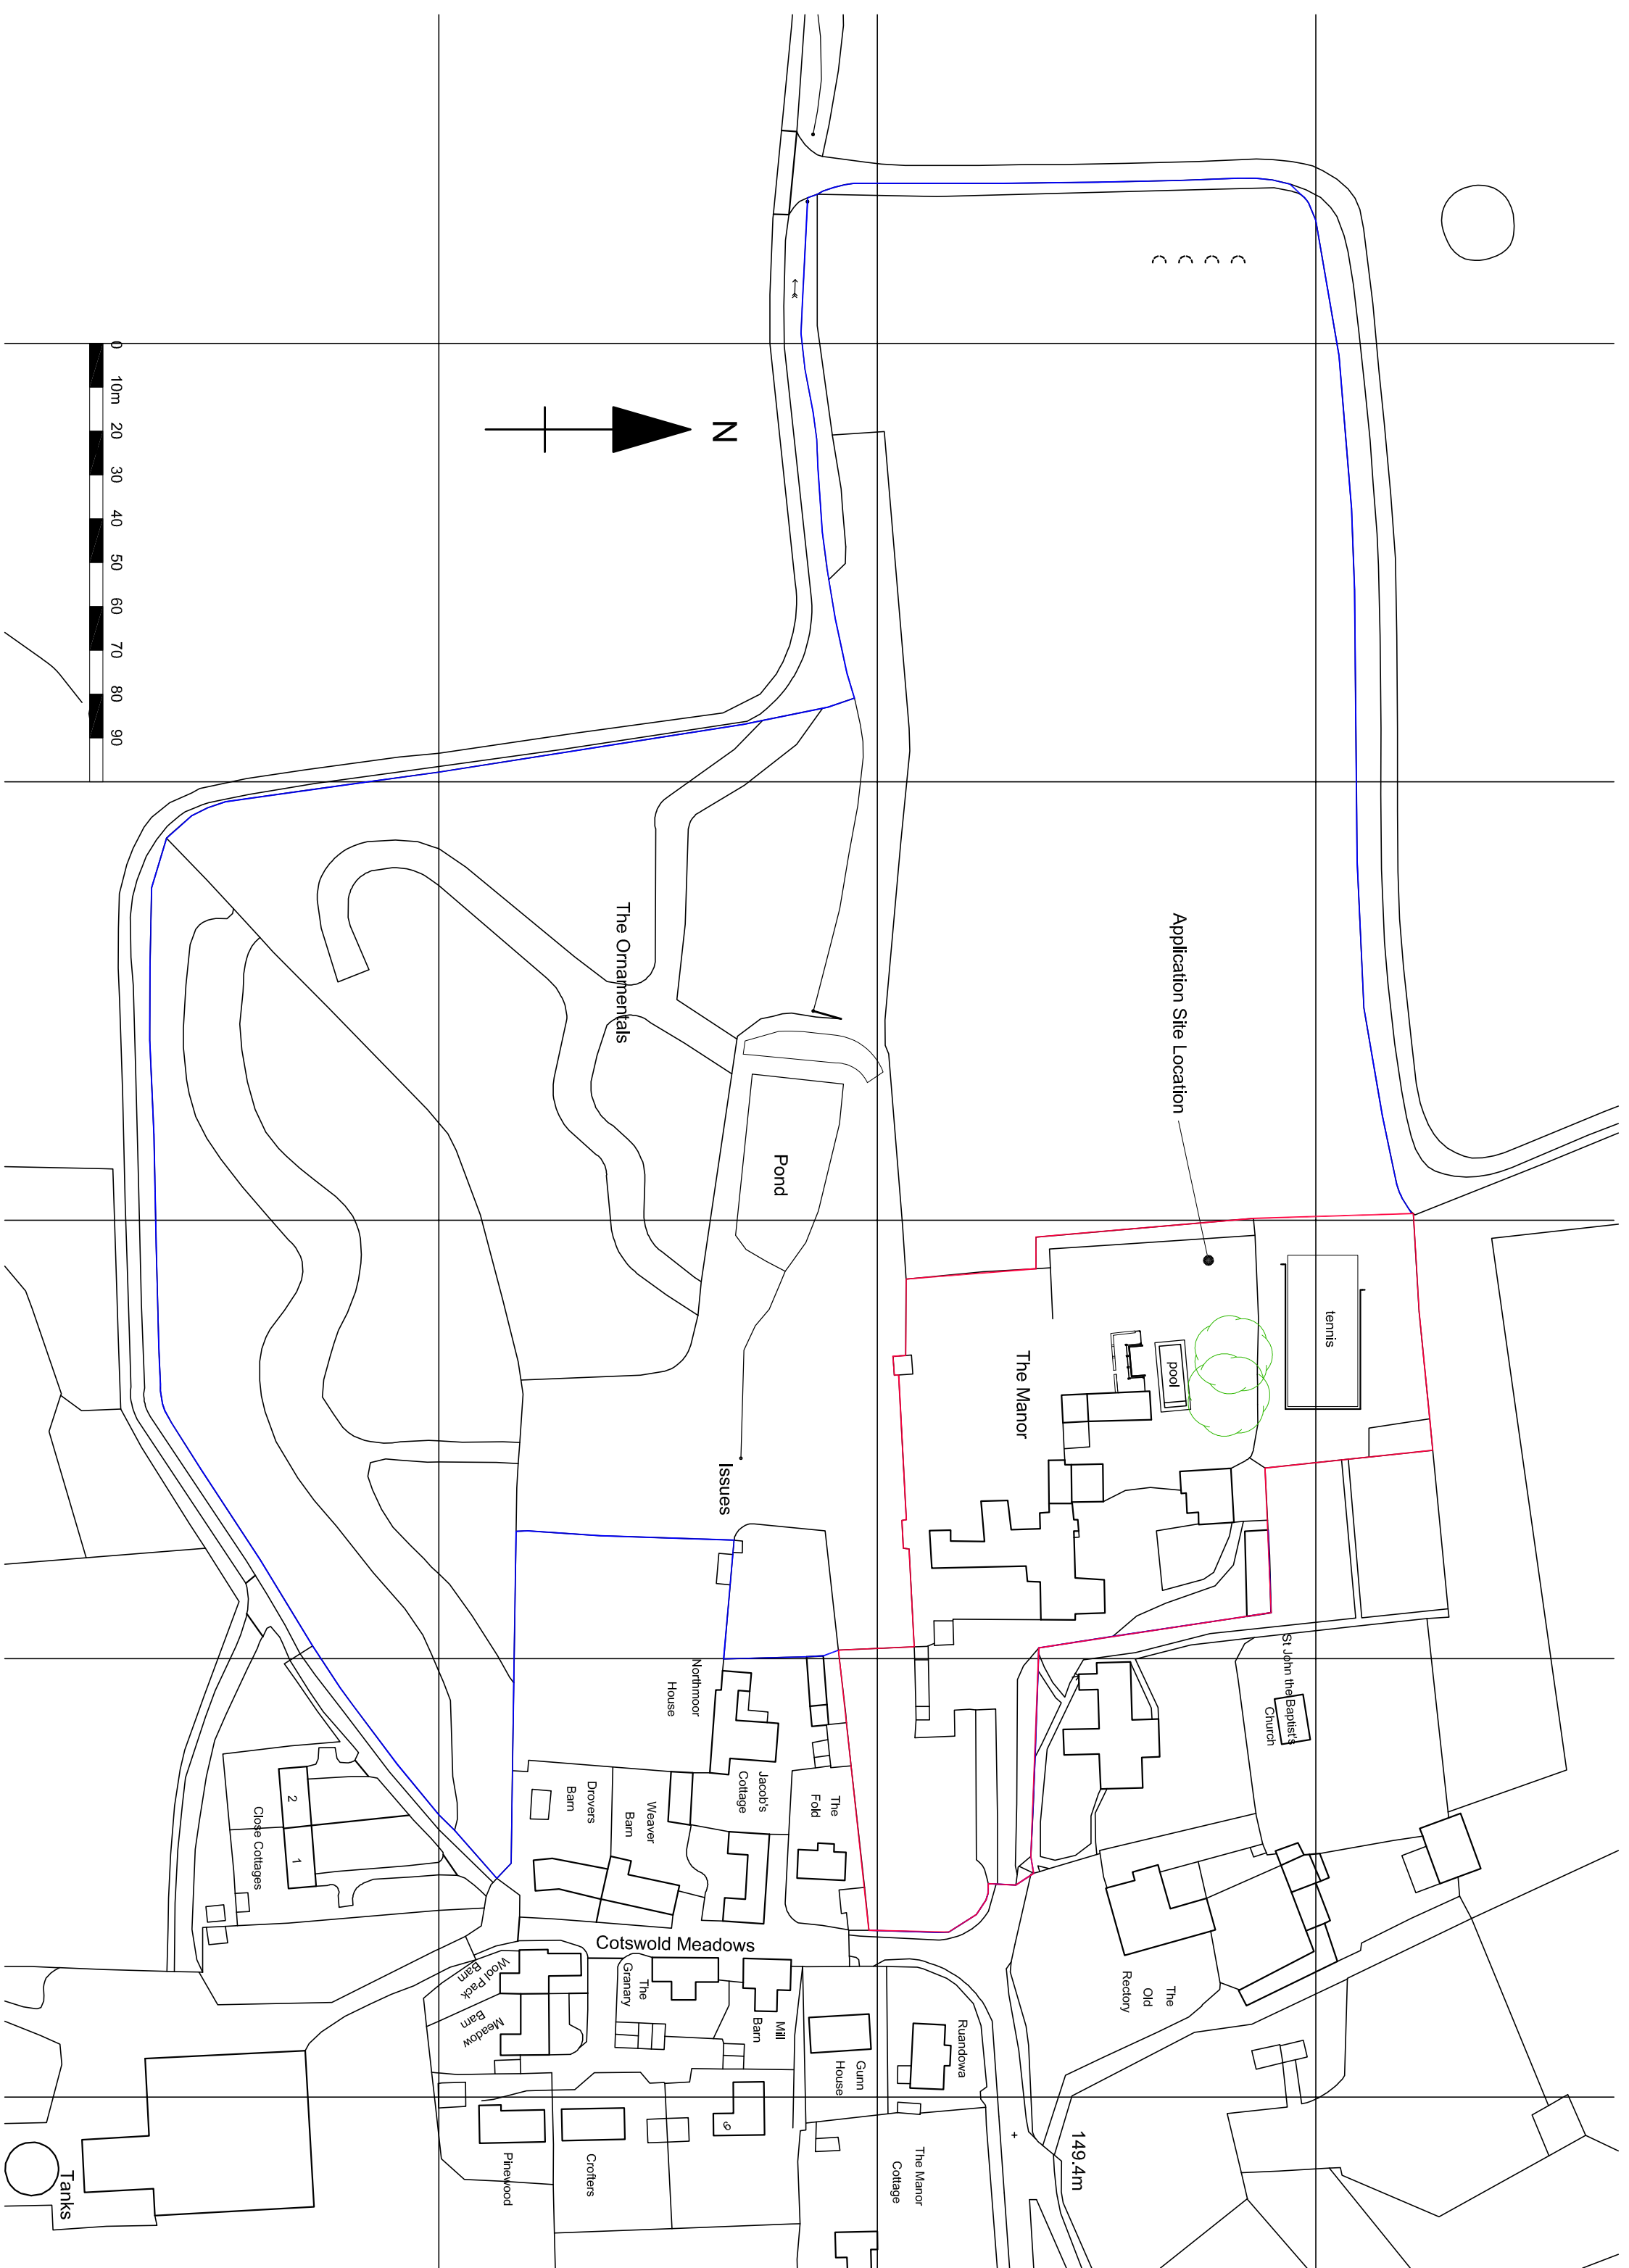 Application Site Location
tennis
pool
The Manor
The Ornamentals
Pond
Issues
N
0
10m
20
30
40
50
60
70
80
90
St John the Baptist's
Church
Northmoor
House
Jacob's
Cottage
The
Fold
Drovers
Barn
Weaver
Barn
2
1
Close Cottages
Cotswold Meadows
The
Old
Rectory
Wool Pack
Barn
Meadow
Barn
The
Granary
Mill
Barn
Gunn
House
Ruandowa
9
Pinewood
Crofters
The Manor
Cottage
149.4m
Tanks